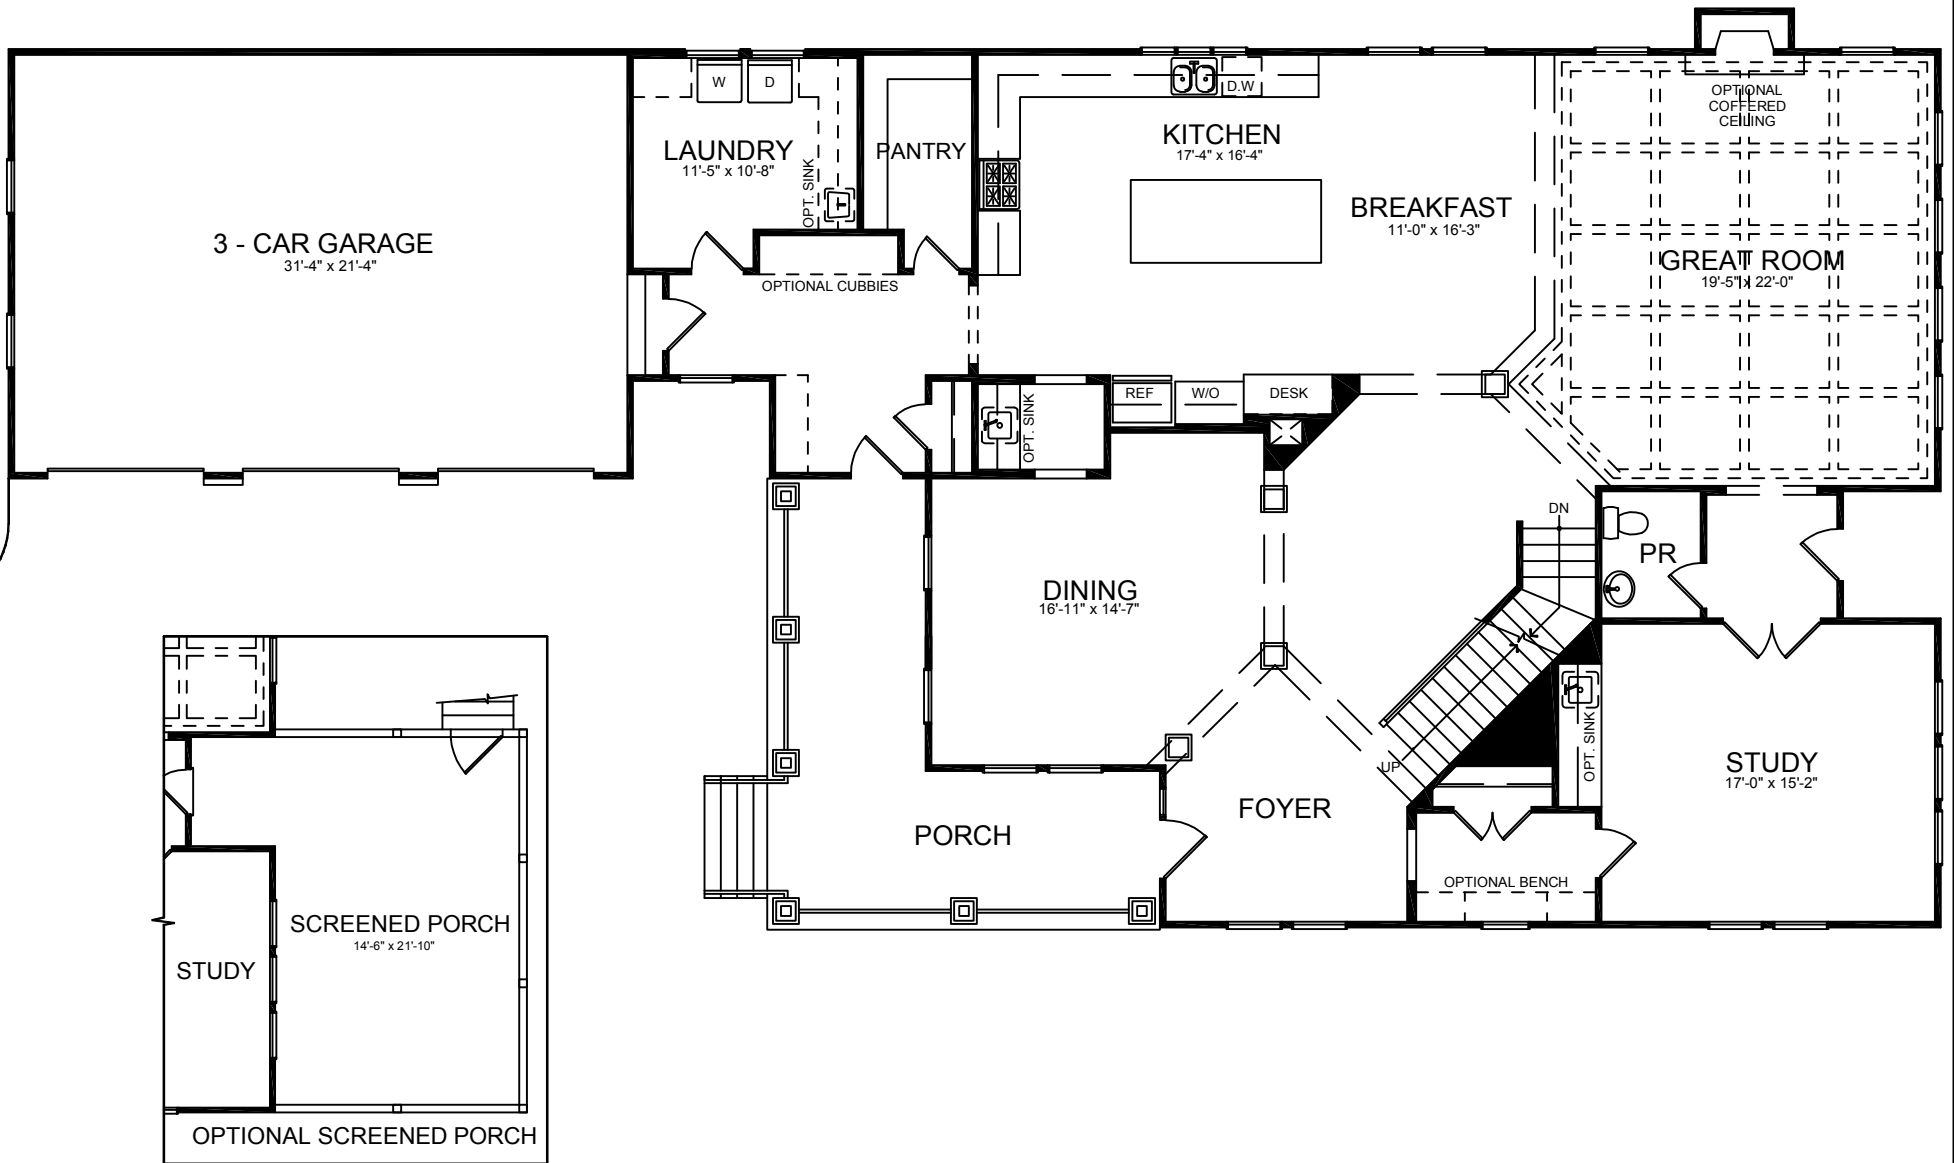 3 - CAR GARAGE
31'-4" x 21'-4"
W
D
LAUNDRY
11'-5" x 10'-8"
OPT. SINK
PANTRY
OPTIONAL CUBBIES
D.W
KITCHEN
17'-4" x 16'-4"
BREAKFAST
11'-0" x 16'-3"
OPTIONAL
COFFERED
CEILING
GREAT ROOM
19'-5" x 22'-0"
OPT. SINK
REF
W/O
DESK
DINING
16'-11" x 14'-7"
DN
PR
UP
FOYER
PORCH
OPT. SINK
STUDY
17'-0" x 15'-2"
OPTIONAL BENCH
SCREENED PORCH
14'-6" x 21'-10"
STUDY
OPTIONAL SCREENED PORCH